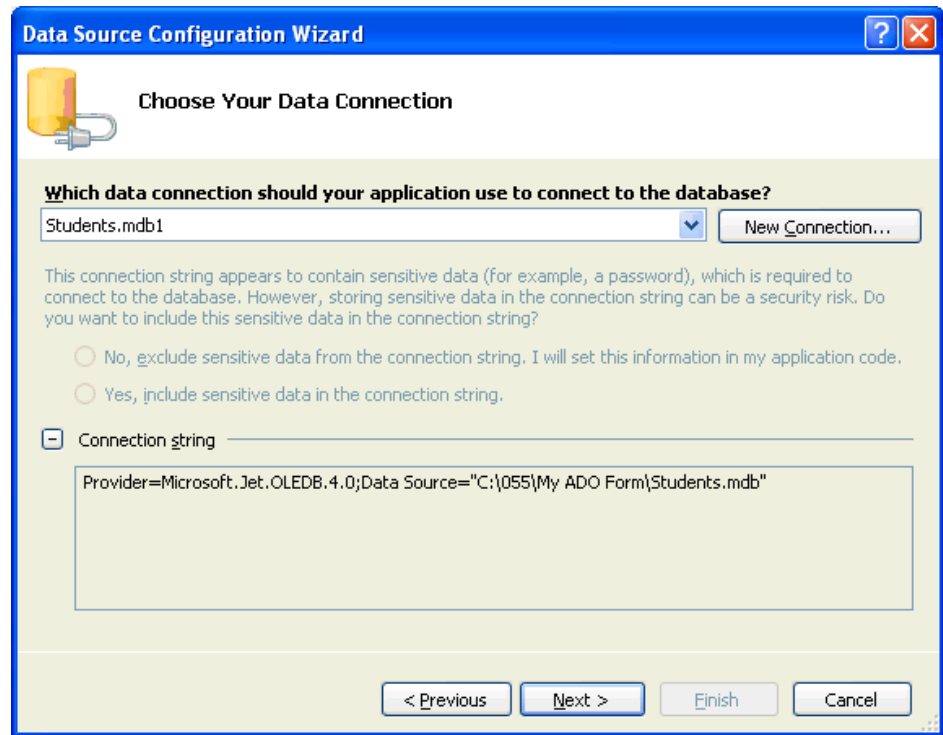 Data Source Configuration Wizard
Choose Your Data Connection
Which data connection should your application use to connect to the database?
Students.mdb1
New Connection...
This connection string appears to contain sensitive data (for example, a password), which is required to
connect to the database. However, storing sensitive data in the connection string can be a security risk. Do
you want to include this sensitive data in the connection string?
No, exclude sensitive data from the connection string. I will set this information in my application code.
Yes, include sensitive data in the connection string.
Connection string
Provider=Microsoft.Jet.OLEDB.4.0;Data Source="C:\055\My ADO Form\Students.mdb"
< Previous
Next >
Finish
Cancel